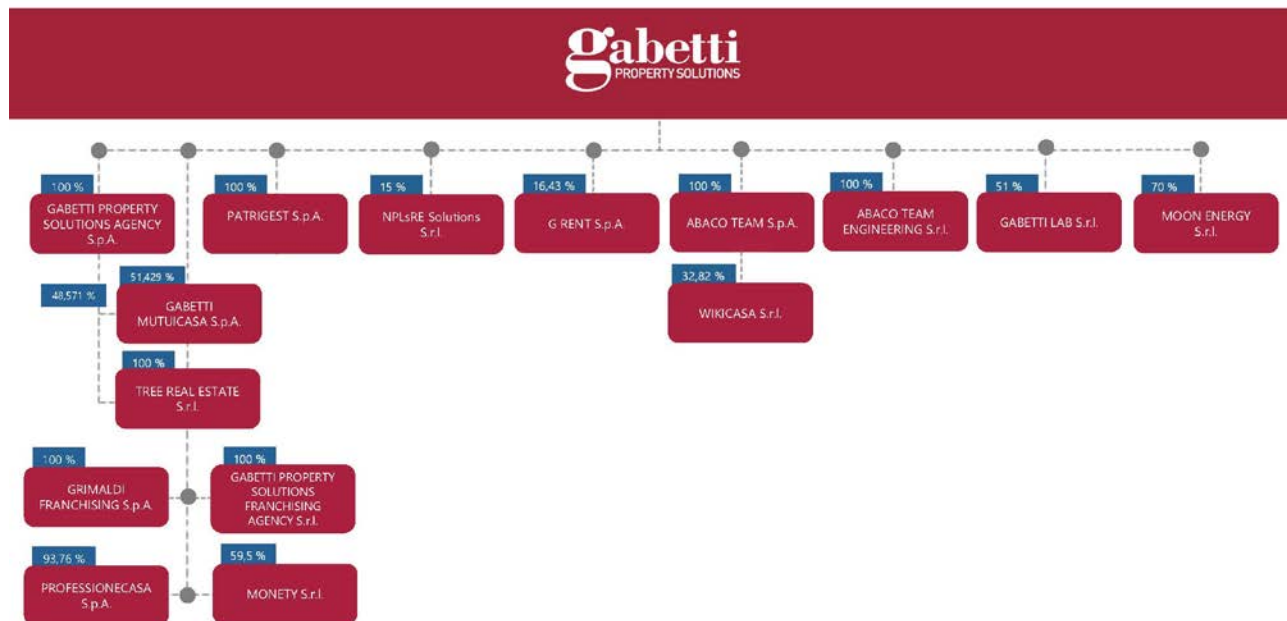 gabetti
PROPERTY SOLUTIONS
100 %
GABETTI PROPERTY
SOLUTIONS AGENCY
S.p.A.
100 %
PATRIGEST S.p.A.
15 %
NPLsRE Solutions
S.r.l.
16,43 %
G RENT S.p.A.
100 %
ABACO TEAM S.p.A.
100 %
ABACO TEAM
ENGINEERING S.r.l.
51 %
GABETTI LAB S.r.l.
70 %
MOON ENERGY
S.r.l.
48,571 %
51,429 %
GABETTI
MUTUICASA S.p.A.
32,82 %
WIKICASA S.r.l.
100 %
TREE REAL ESTATE
S.r.l.
100 %
GRIMALDI
FRANCHISING S.p.A.
100 %
GABETTI PROPERTY
SOLUTIONS
FRANCHISING
AGENCY S.r.l.
93,76 %
PROFESSIONECASA
S.p.A.
59,5 %
MONETY S.r.l.